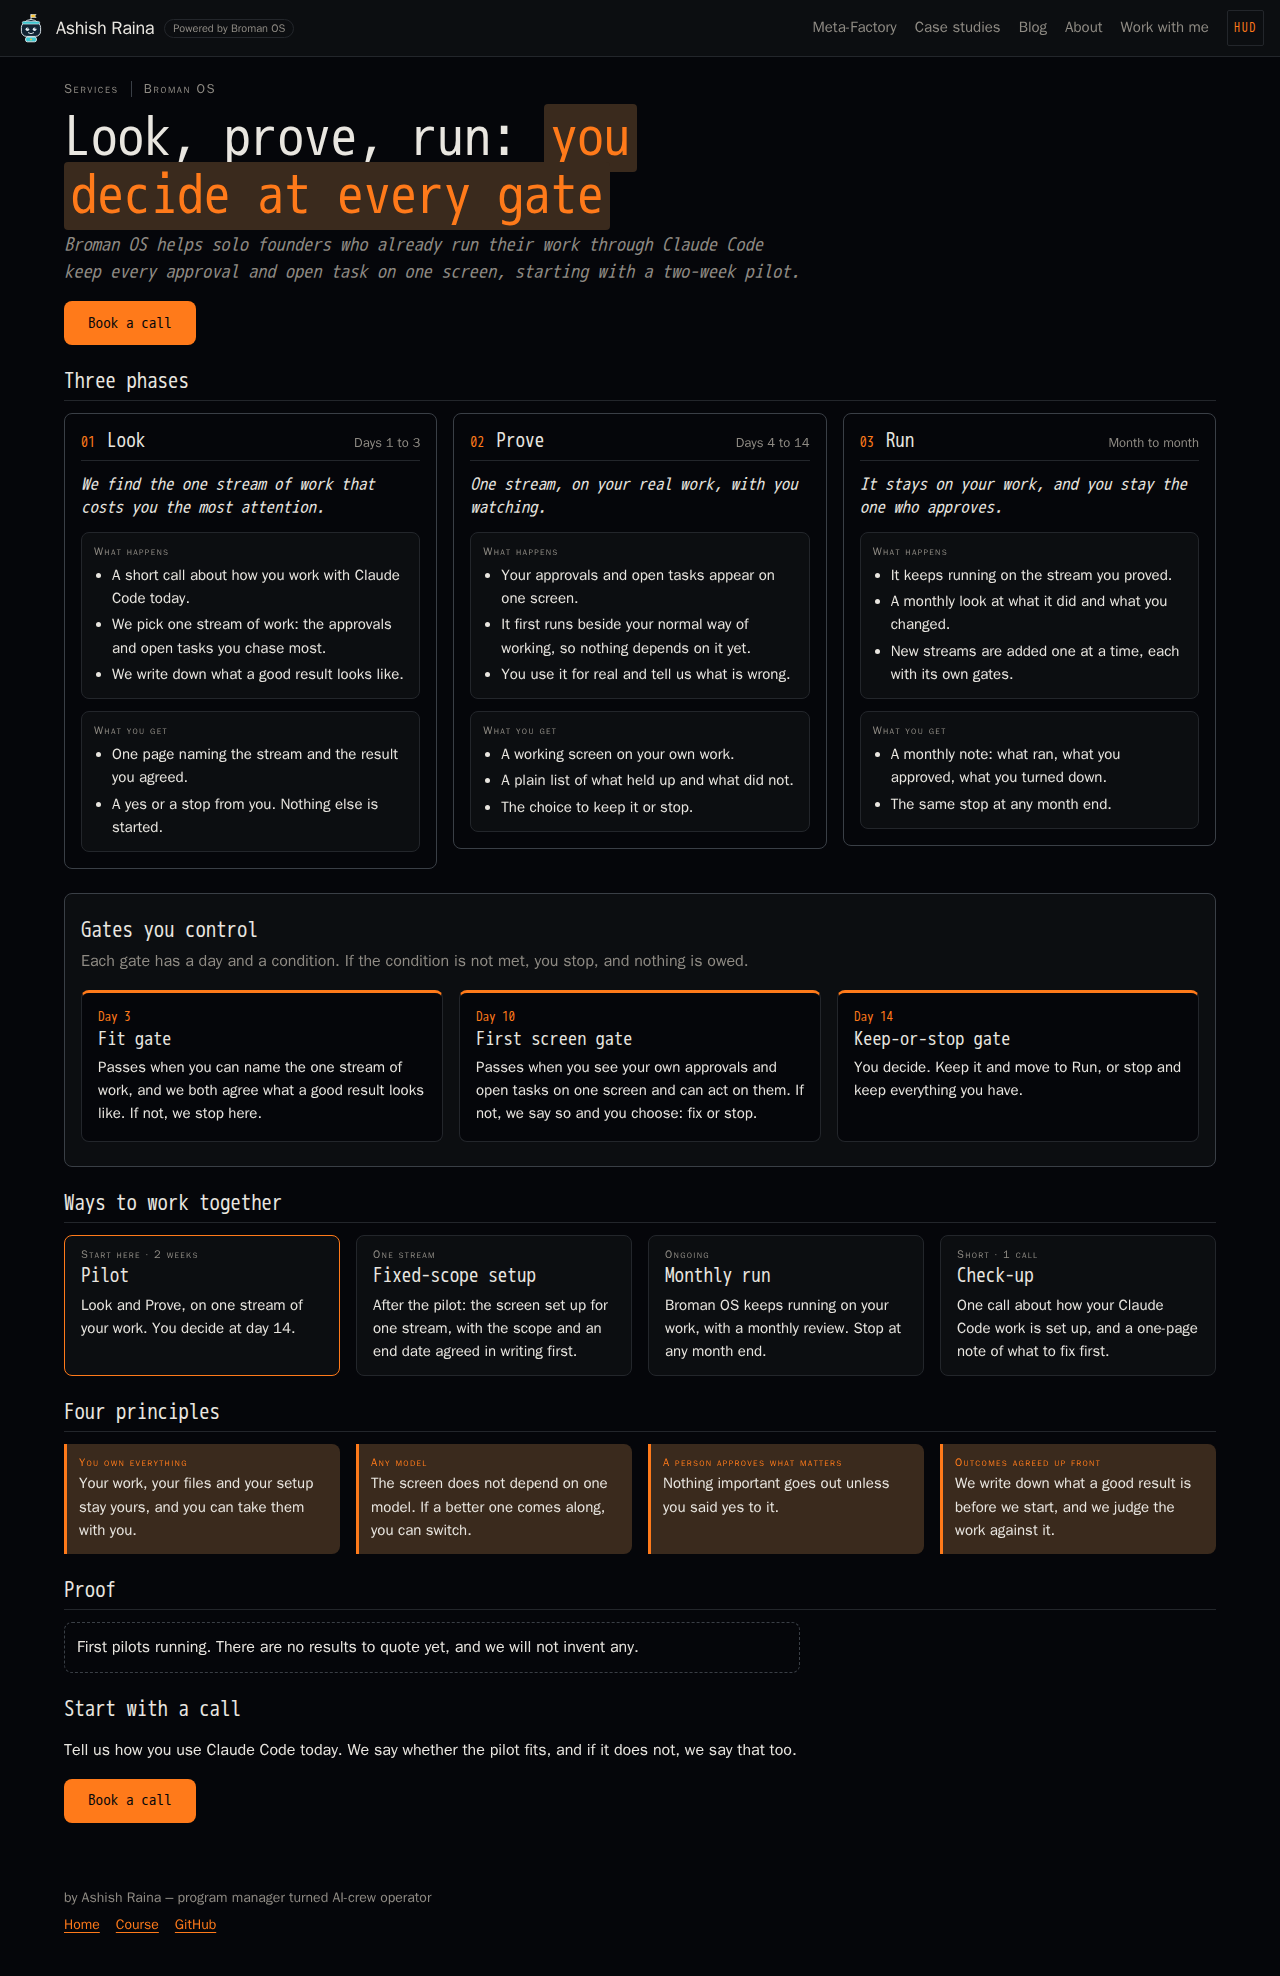 Ashish Raina
Powered by Broman OS
Meta-Factory
Case studies
Blog
About
Work with me
HUD
Services
Broman OS
Look, prove, run: you
decide at every gate
Broman OS helps solo founders who already run their work through Claude Code
keep every approval and open task on one screen, starting with a two-week pilot.
Book a call
Three phases
01 Look
Days 1 to 3
We find the one stream of work that
costs you the most attention.
What happens
• A short call about how you work with Claude
Code today.
• We pick one stream of work: the approvals
and open tasks you chase most.
• We write down what a good result looks like.
What you get
• One page naming the stream and the result
you agreed.
• A yes or a stop from you. Nothing else is
started.
02 Prove
Days 4 to 14
One stream, on your real work, with you
watching.
What happens
• Your approvals and open tasks appear on
one screen.
• It first runs beside your normal way of
working, so nothing depends on it yet.
• You use it for real and tell us what is wrong.
What you get
• A working screen on your own work.
• A plain list of what held up and what did not.
• The choice to keep it or stop.
03 Run
Month to month
It stays on your work, and you stay the
one who approves.
What happens
• It keeps running on the stream you proved.
• A monthly look at what it did and what you
changed.
• New streams are added one at a time, each
with its own gates.
What you get
• A monthly note: what ran, what you
approved, what you turned down.
• The same stop at any month end.
Gates you control
Each gate has a day and a condition. If the condition is not met, you stop, and nothing is owed.
Day 3
Fit gate
Passes when you can name the one stream of
work, and we both agree what a good result looks
like. If not, we stop here.
Day 10
First screen gate
Passes when you see your own approvals and
open tasks on one screen and can act on them. If
not, we say so and you choose: fix or stop.
Day 14
Keep-or-stop gate
You decide. Keep it and move to Run, or stop and
keep everything you have.
Ways to work together
Start here · 2 weeks
Pilot
Look and Prove, on one stream of
your work. You decide at day 14.
One stream
Fixed-scope setup
After the pilot: the screen set up for
one stream, with the scope and an
end date agreed in writing first.
Ongoing
Monthly run
Broman OS keeps running on your
work, with a monthly review. Stop at
any month end.
Short · 1 call
Check-up
One call about how your Claude
Code work is set up, and a one-page
note of what to fix first.
Four principles
You own everything
Your work, your files and your setup
stay yours, and you can take them
with you.
Any model
The screen does not depend on one
model. If a better one comes along,
you can switch.
A person approves what matters
Nothing important goes out unless
you said yes to it.
Outcomes agreed up front
We write down what a good result is
before we start, and we judge the
work against it.
Proof
First pilots running. There are no results to quote yet, and we will not invent any.
Start with a call
Tell us how you use Claude Code today. We say whether the pilot fits, and if it does not, we say that too.
Book a call
by Ashish Raina – program manager turned AI-crew operator
Home
Course
GitHub